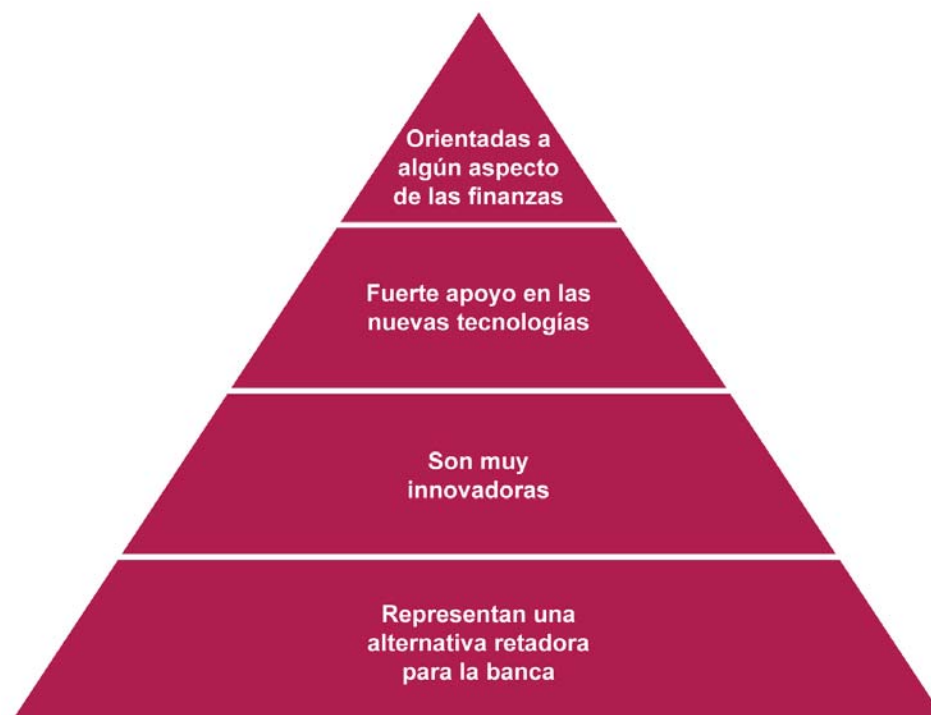 Orientadas a
algún aspecto
de las finanzas
Fuerte apoyo en las
nuevas tecnologías
Son muy
innovadoras
Representan una
alternativa retadora
para la banca